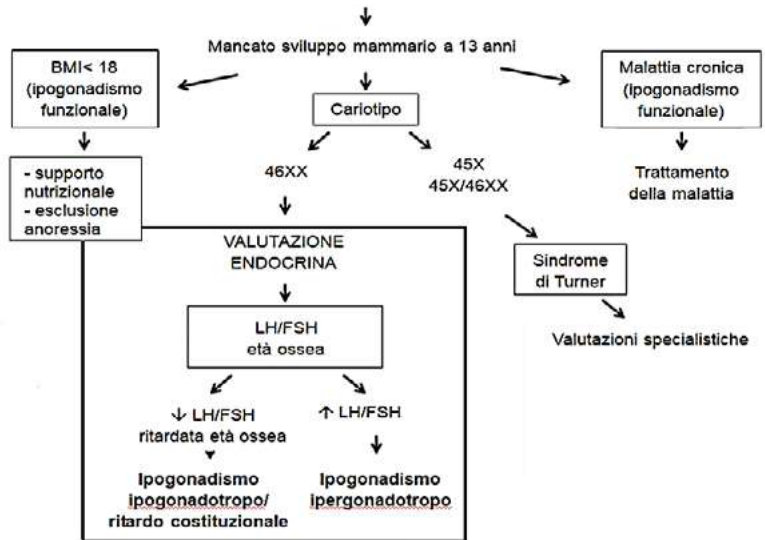 Mancato sviluppo mammario a 13 anni
BMI< 18
(ipogonadismo
funzionale)
- supporto
nutrizionale
- esclusione
anoressia
Cariotipo
Malattia cronica
(ipogonadismo
funzionale)
Trattamento
della malattia
46XX
45X
45X/46XX
Sindrome
di Turner
Valutazioni specialistiche
VALUTAZIONE
ENDOCRINA
LH/FSH
età ossea
↓ LH/FSH
ritardata età ossea
Ipogonadismo
ipogonadotropo/
ritardo costituzionale
↑ LH/FSH
Ipogonadismo
ipergonadotropo